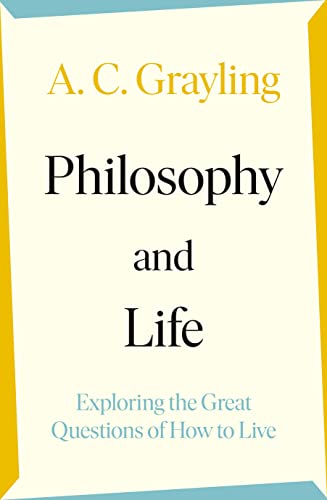 A. C. Grayling
Philosophy
and
Life
Exploring the Great
Questions of How to Live